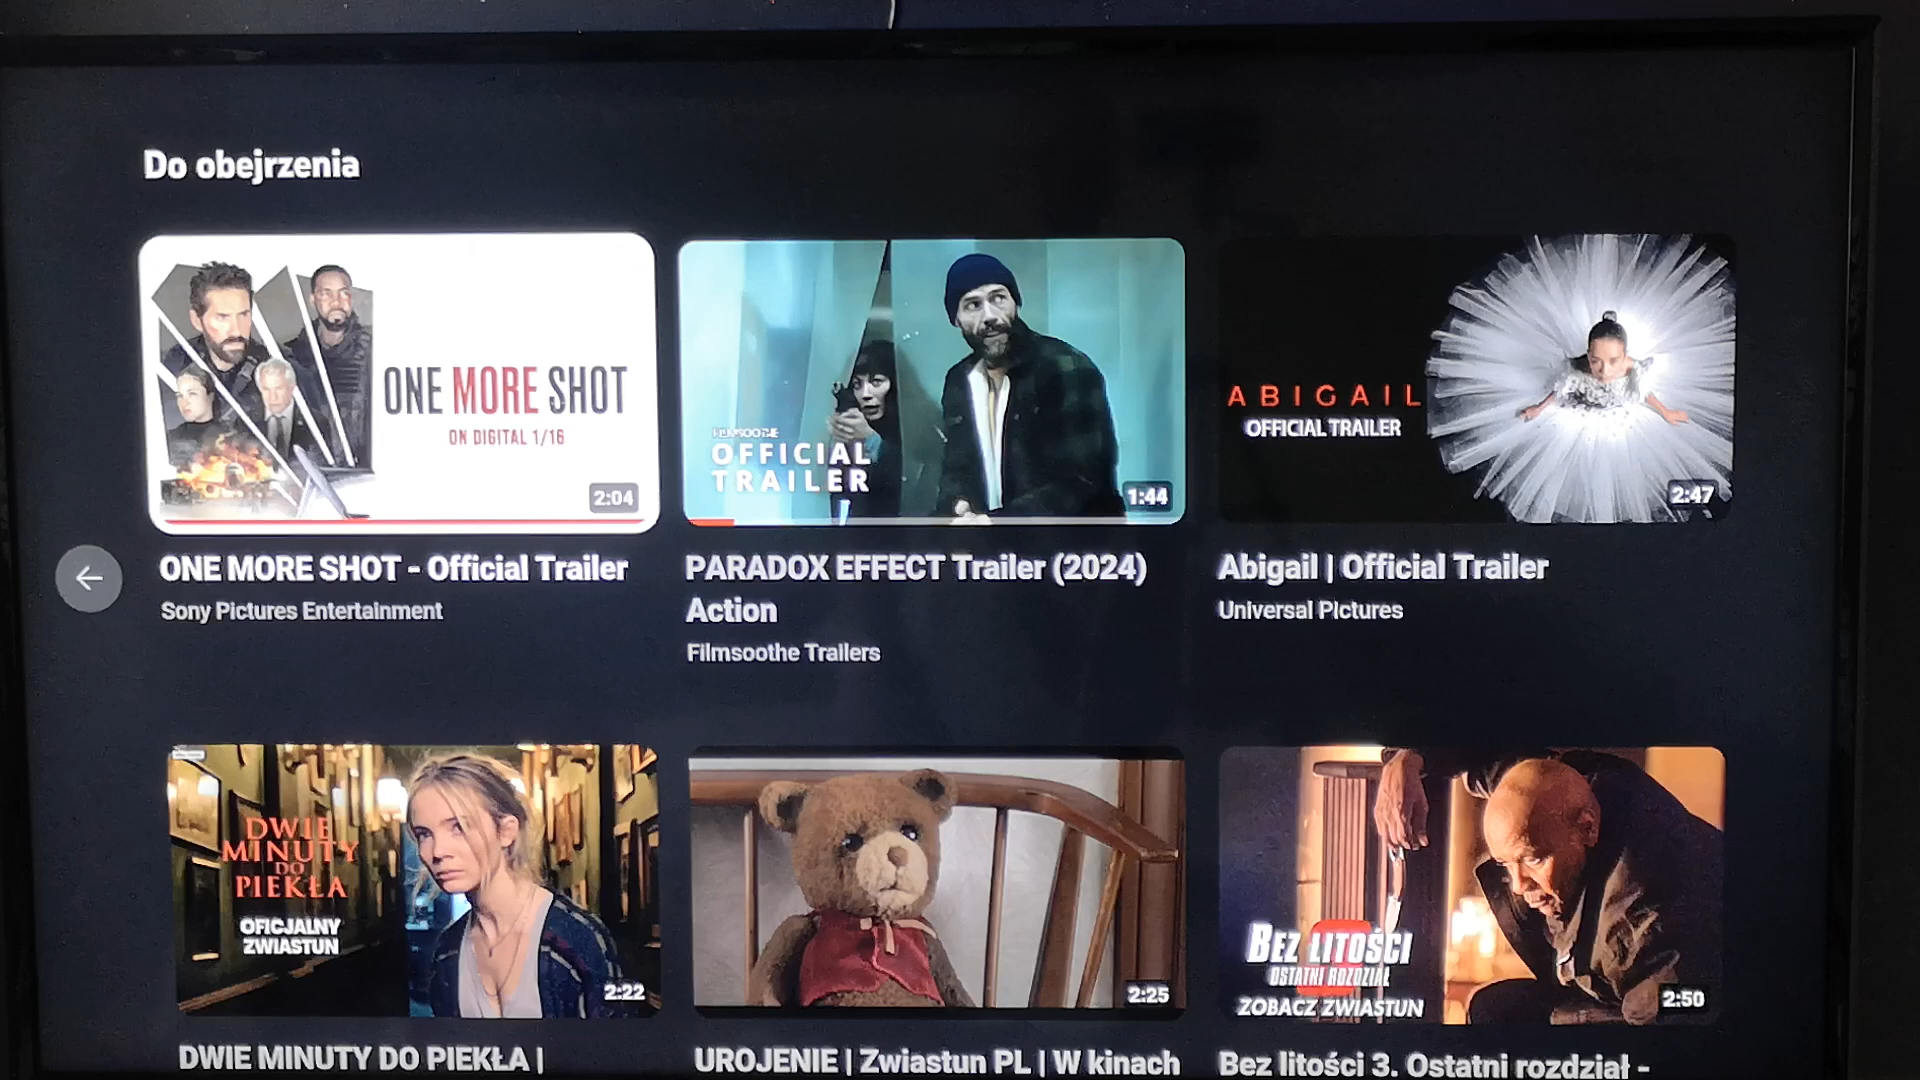 Do obejrzenia
ONE MORE SHOT
ON DIGITAL 1/16
2:04
FILMSOOTHE
OFFICIAL
TRAILER
1:44
ABIGAIL
OFFICIAL TRAILER
2:47
ONE MORE SHOT - Official Trailer
Sony Pictures Entertainment
PARADOX EFFECT Trailer (2024)
Action
Filmsoothe Trailers
Abigail | Official Trailer
Universal Pictures
DWIE
MINUTY
DO
PIEKŁA
OFICJALNY
ZWIASTUN
2:22
2:25
BEZ LITOŚCI
OSTATNI ROZDZIAŁ
ZOBACZ ZWIASTUN
2:50
DWIE MINUTY DO PIEKŁA |
UROJENIE | Zwiastun PL | W kinach
Bez litości 3. Ostatni rozdział -